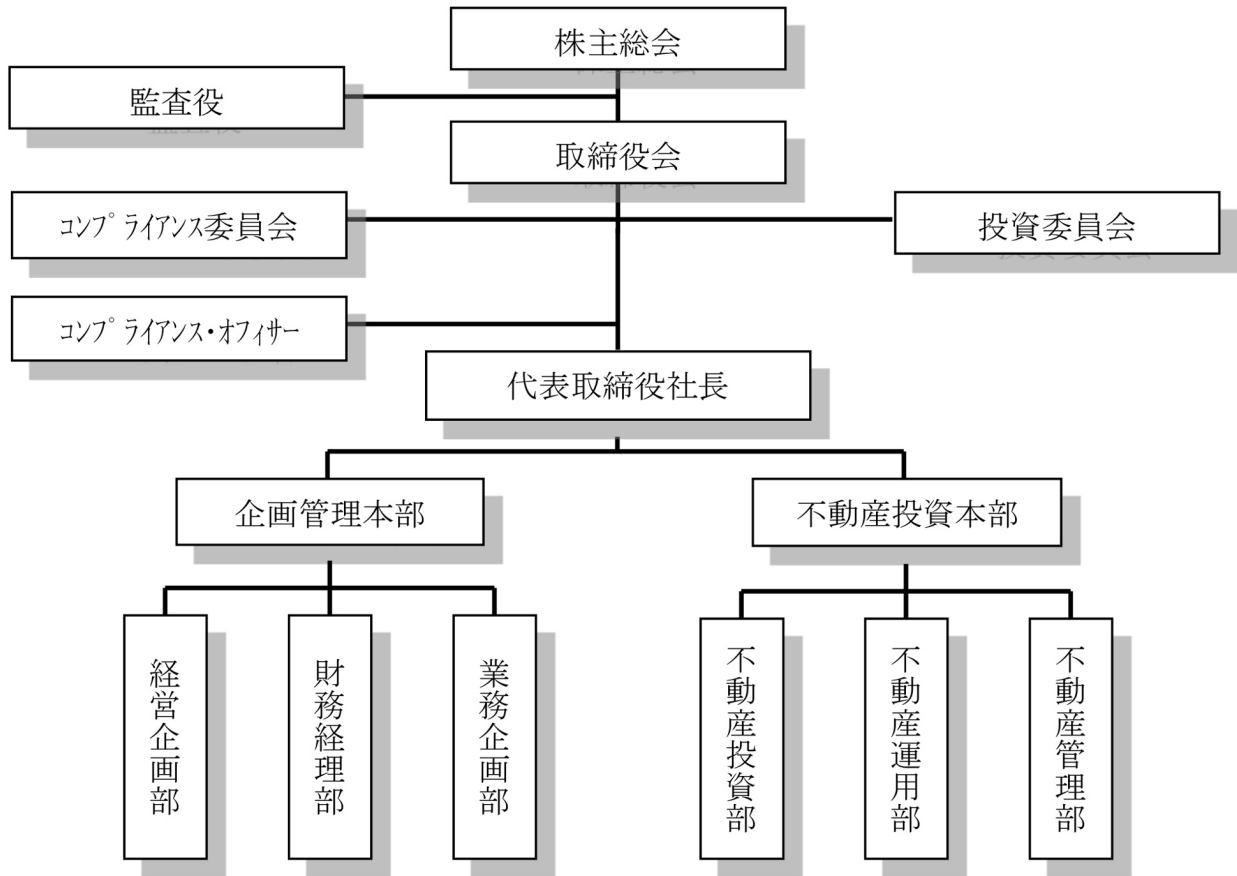 株主総会
監査役
取締役会
ｺﾝﾌﾟﾗｲｱﾝｽ委員会
投資委員会
ｺﾝﾌﾟﾗｲｱﾝｽ・ｵﾌｨｻｰ
代表取締役社長
企画管理本部
不動産投資本部
経営企画部
財務経理部
業務企画部
不動産投資部
不動産運用部
不動産管理部